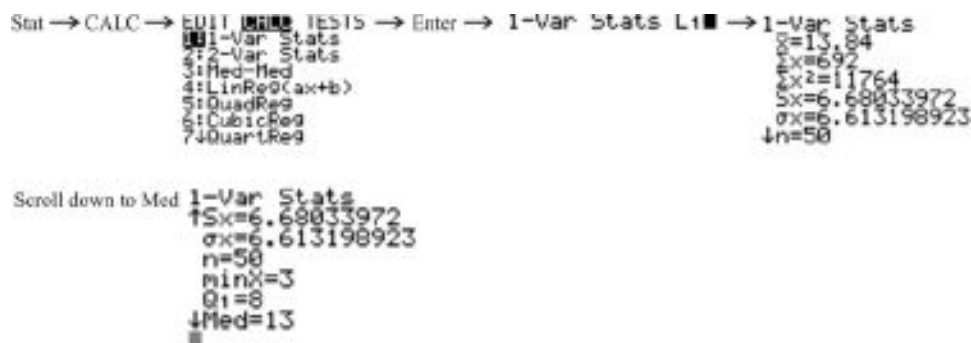 Stat → CALC → EDIT CALC TESTS → Enter → 1-Var Stats L1 → 1-Var Stats
1:1-Var Stats
2:2-Var Stats
3:Med-Med
4:LinReg(ax+b)
5:QuadReg
6:CubicReg
7↓QuartReg
x̄=13.84
Σx=692
Σx²=11764
Sx=6.68033972
σx=6.613198923
↓n=50
Scroll down to Med 1-Var Stats
↑Sx=6.68033972
σx=6.613198923
n=50
minX=3
Q1=8
↓Med=13